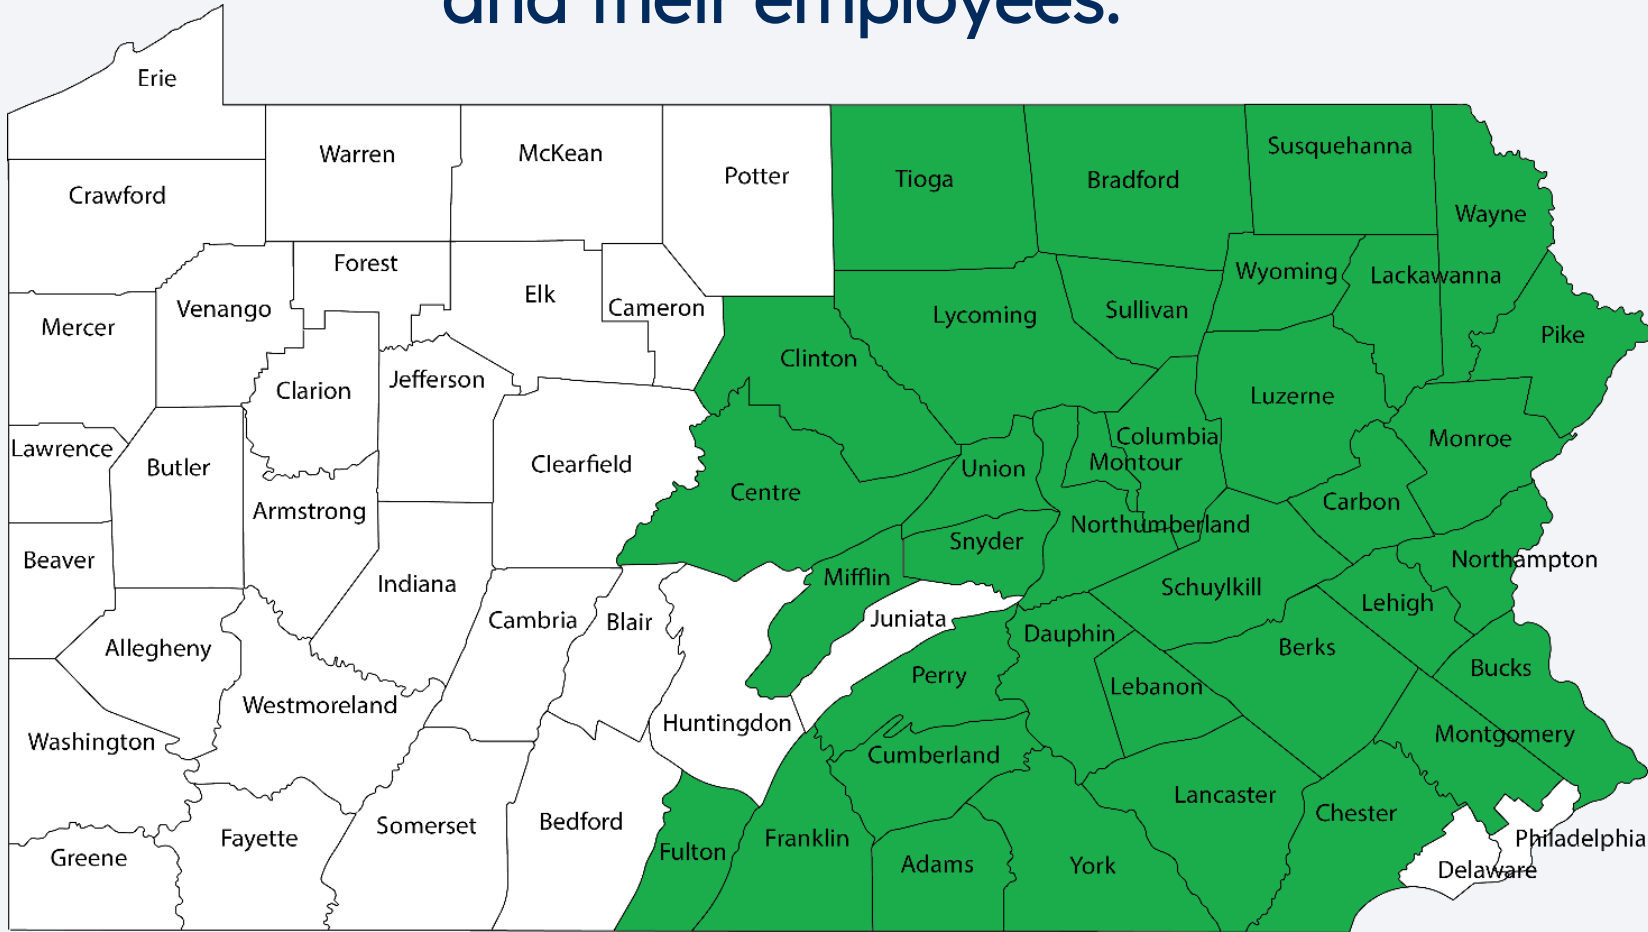 and their employees.
Erie
Warren
McKean
Potter
Tioga
Bradford
Susquehanna
Wayne
Crawford
Forest
Elk
Cameron
Venango
Mercer
Lycoming
Sullivan
Wyoming
Lackawanna
Pike
Clinton
Clarion
Jefferson
Luzerne
Lawrence
Butler
Clearfield
Centre
Union
Columbia
Montour
Monroe
Carbon
Armstrong
Northumberland
Snyder
Beaver
Indiana
Mifflin
Schuylkill
Northampton
Lehigh
Cambria
Blair
Juniata
Dauphin
Allegheny
Berks
Bucks
Perry
Lebanon
Westmoreland
Huntingdon
Washington
Cumberland
Montgomery
Lancaster
Chester
Philadelphia
Greene
Fayette
Somerset
Bedford
Fulton
Franklin
Adams
York
Delaware